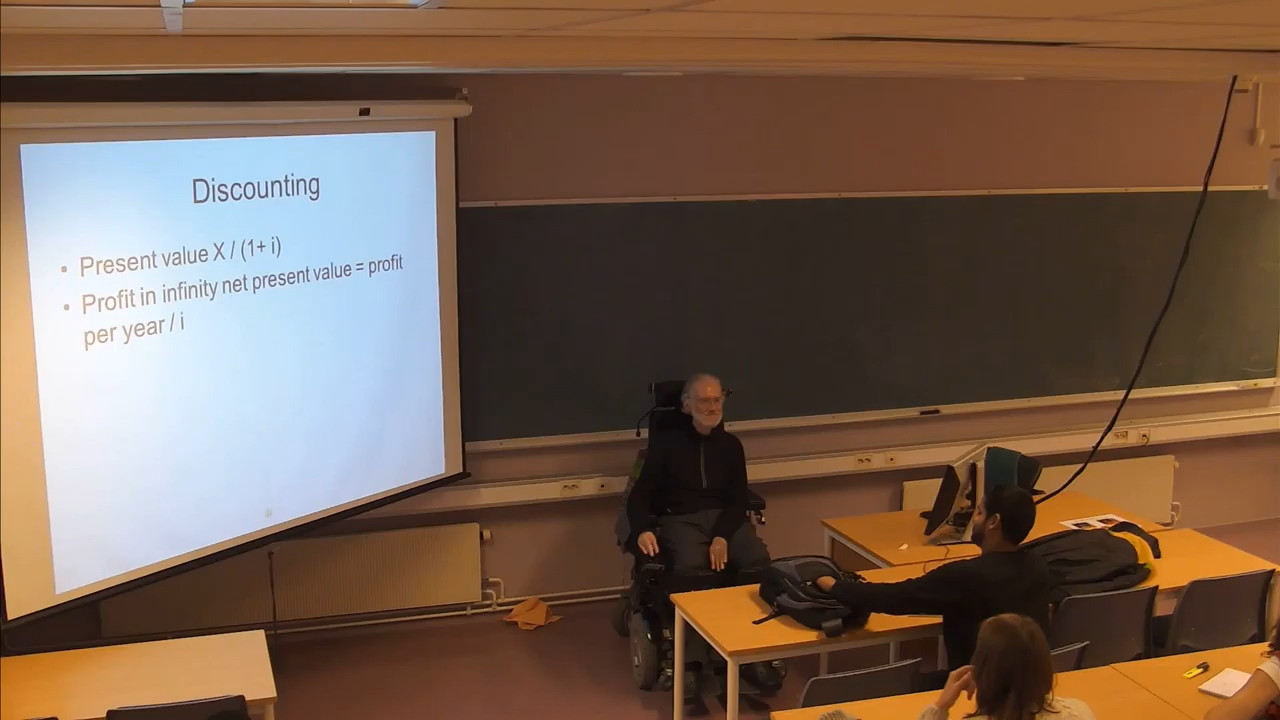 Discounting
• Present value X / (1+ i)
• Profit in infinity net present value = profit
per year / i